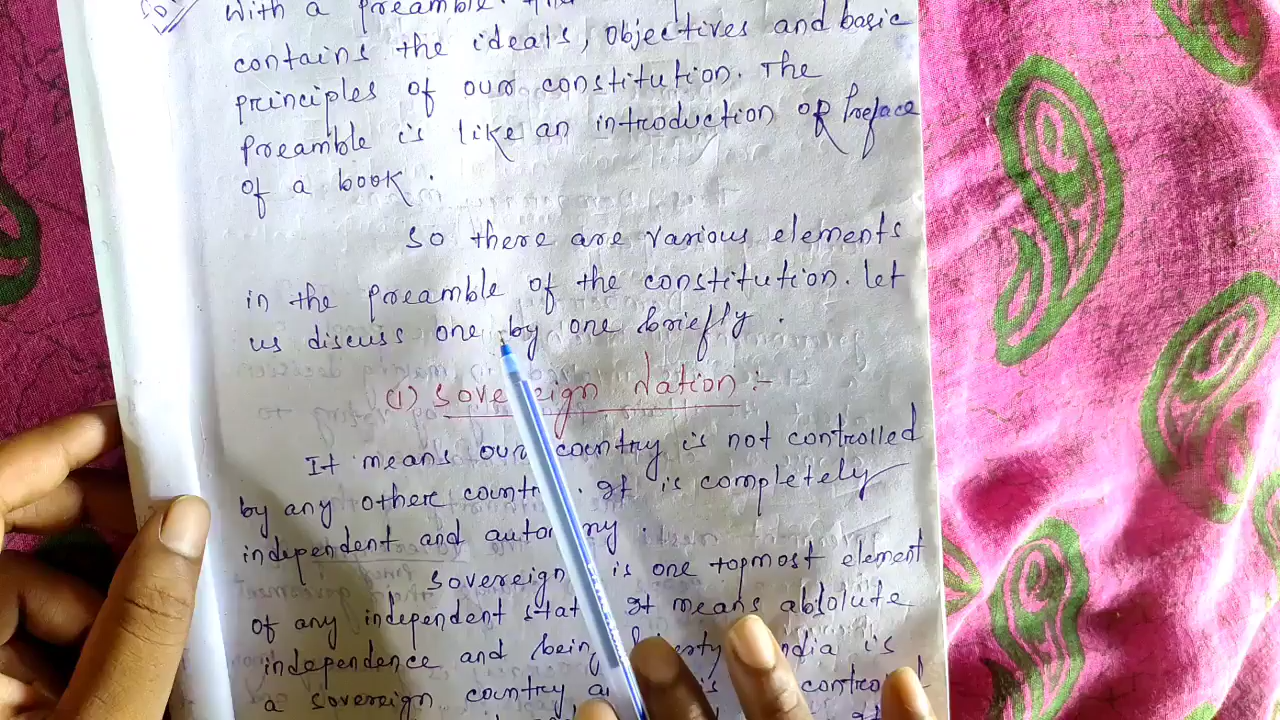 with a preamble.
contains the ideals, objectives and basic
principles of our constitution. The
Preamble is like an introduction of Preface
of a book.
So there are various elements
in the preamble of the constitution. let
us discuss one by one briefly.
(1) Sovereign Nation :-
It means our country is not controlled
by any other It is completely
independent and
Sovereign is one topmost element
of any independent It means absolute
independence and India is
a sovereign country